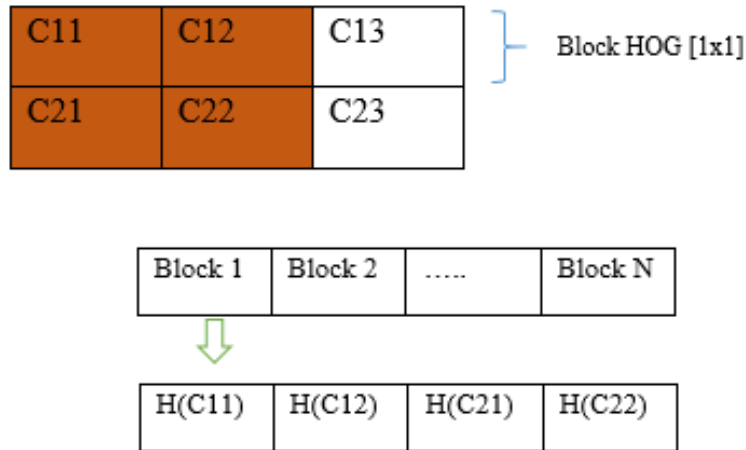 C11 C12 C13
Block HOG [1x1]
C21 C22 C23
Block 1 Block 2 ..... Block N
H(C11) H(C12) H(C21) H(C22)